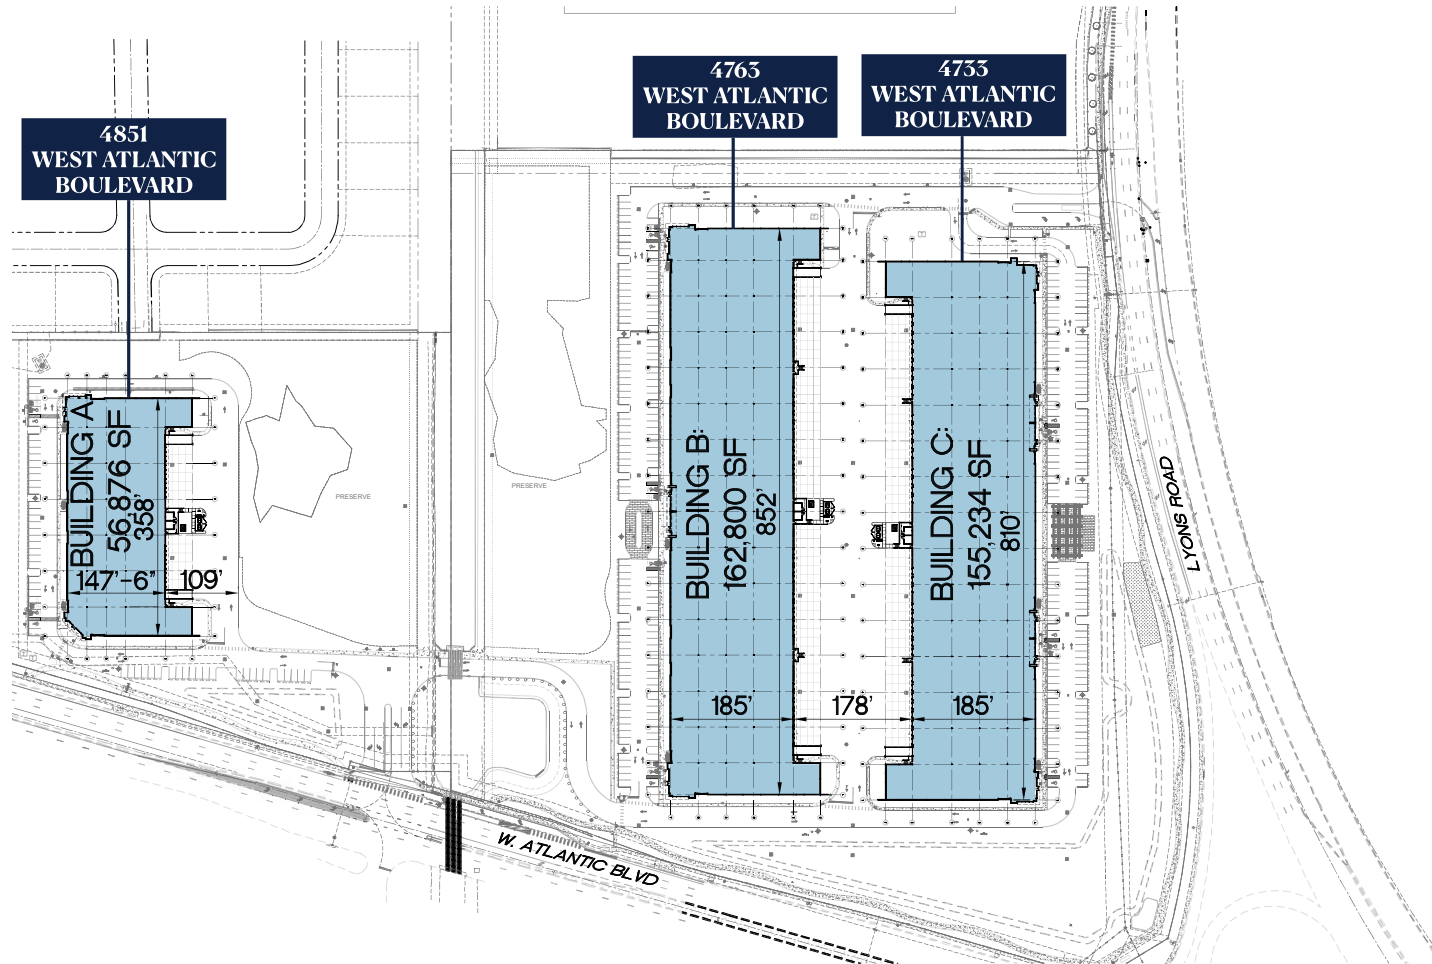 4851
WEST ATLANTIC
BOULEVARD
4763
WEST ATLANTIC
BOULEVARD
4733
WEST ATLANTIC
BOULEVARD
BUILDING A:
56,876 SF
358'
147'-6"
109'
PRESERVE
PRESERVE
BUILDING B:
162,800 SF
852'
185'
178'
BUILDING C:
155,234 SF
810'
185'
LYONS ROAD
W. ATLANTIC BLVD